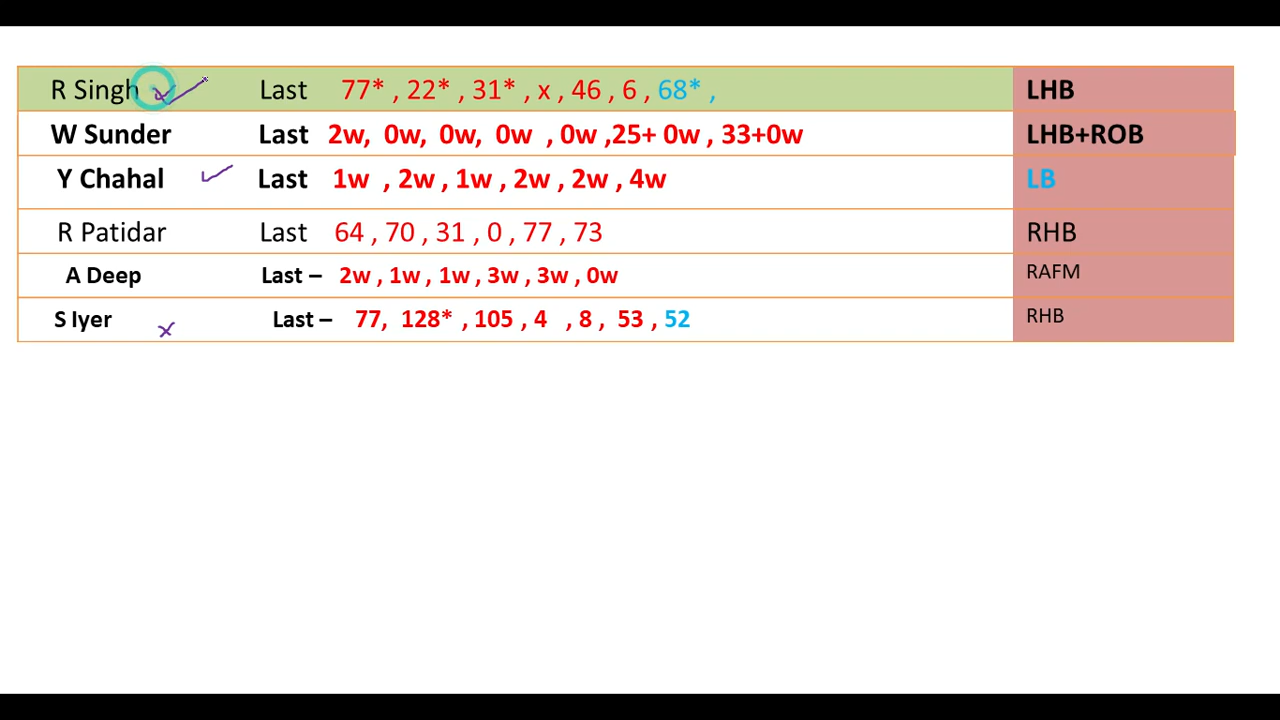 R Singh Last 77* , 22* , 31* , x , 46 , 6 , 68* , LHB
W Sunder Last 2w, 0w, 0w, 0w , 0w ,25+ 0w , 33+0w LHB+ROB
Y Chahal Last 1w , 2w , 1w , 2w , 2w , 4w LB
R Patidar Last 64 , 70 , 31 , 0 , 77 , 73 RHB
A Deep Last – 2w , 1w , 1w , 3w , 3w , 0w RAFM
S Iyer Last – 77, 128* , 105 , 4 , 8 , 53 , 52 RHB